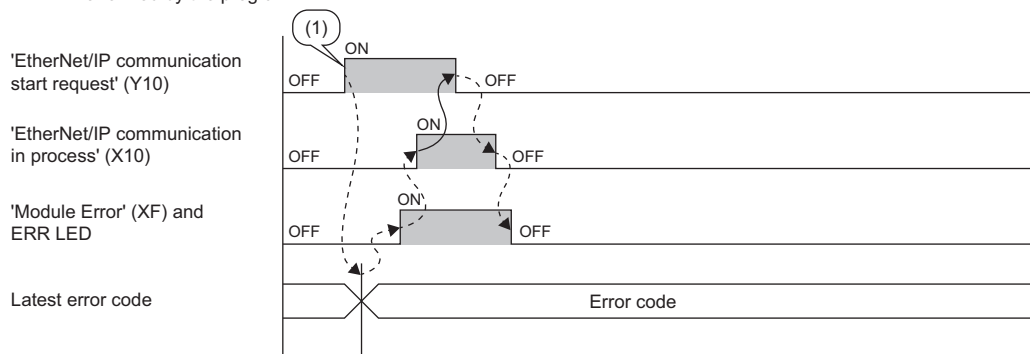 (1)
ON
'EtherNet/IP communication
start request' (Y10)
OFF
OFF
ON
'EtherNet/IP communication
in process' (X10)
OFF
OFF
ON
'Module Error' (XF) and
ERR LED
OFF
OFF
Latest error code
Error code